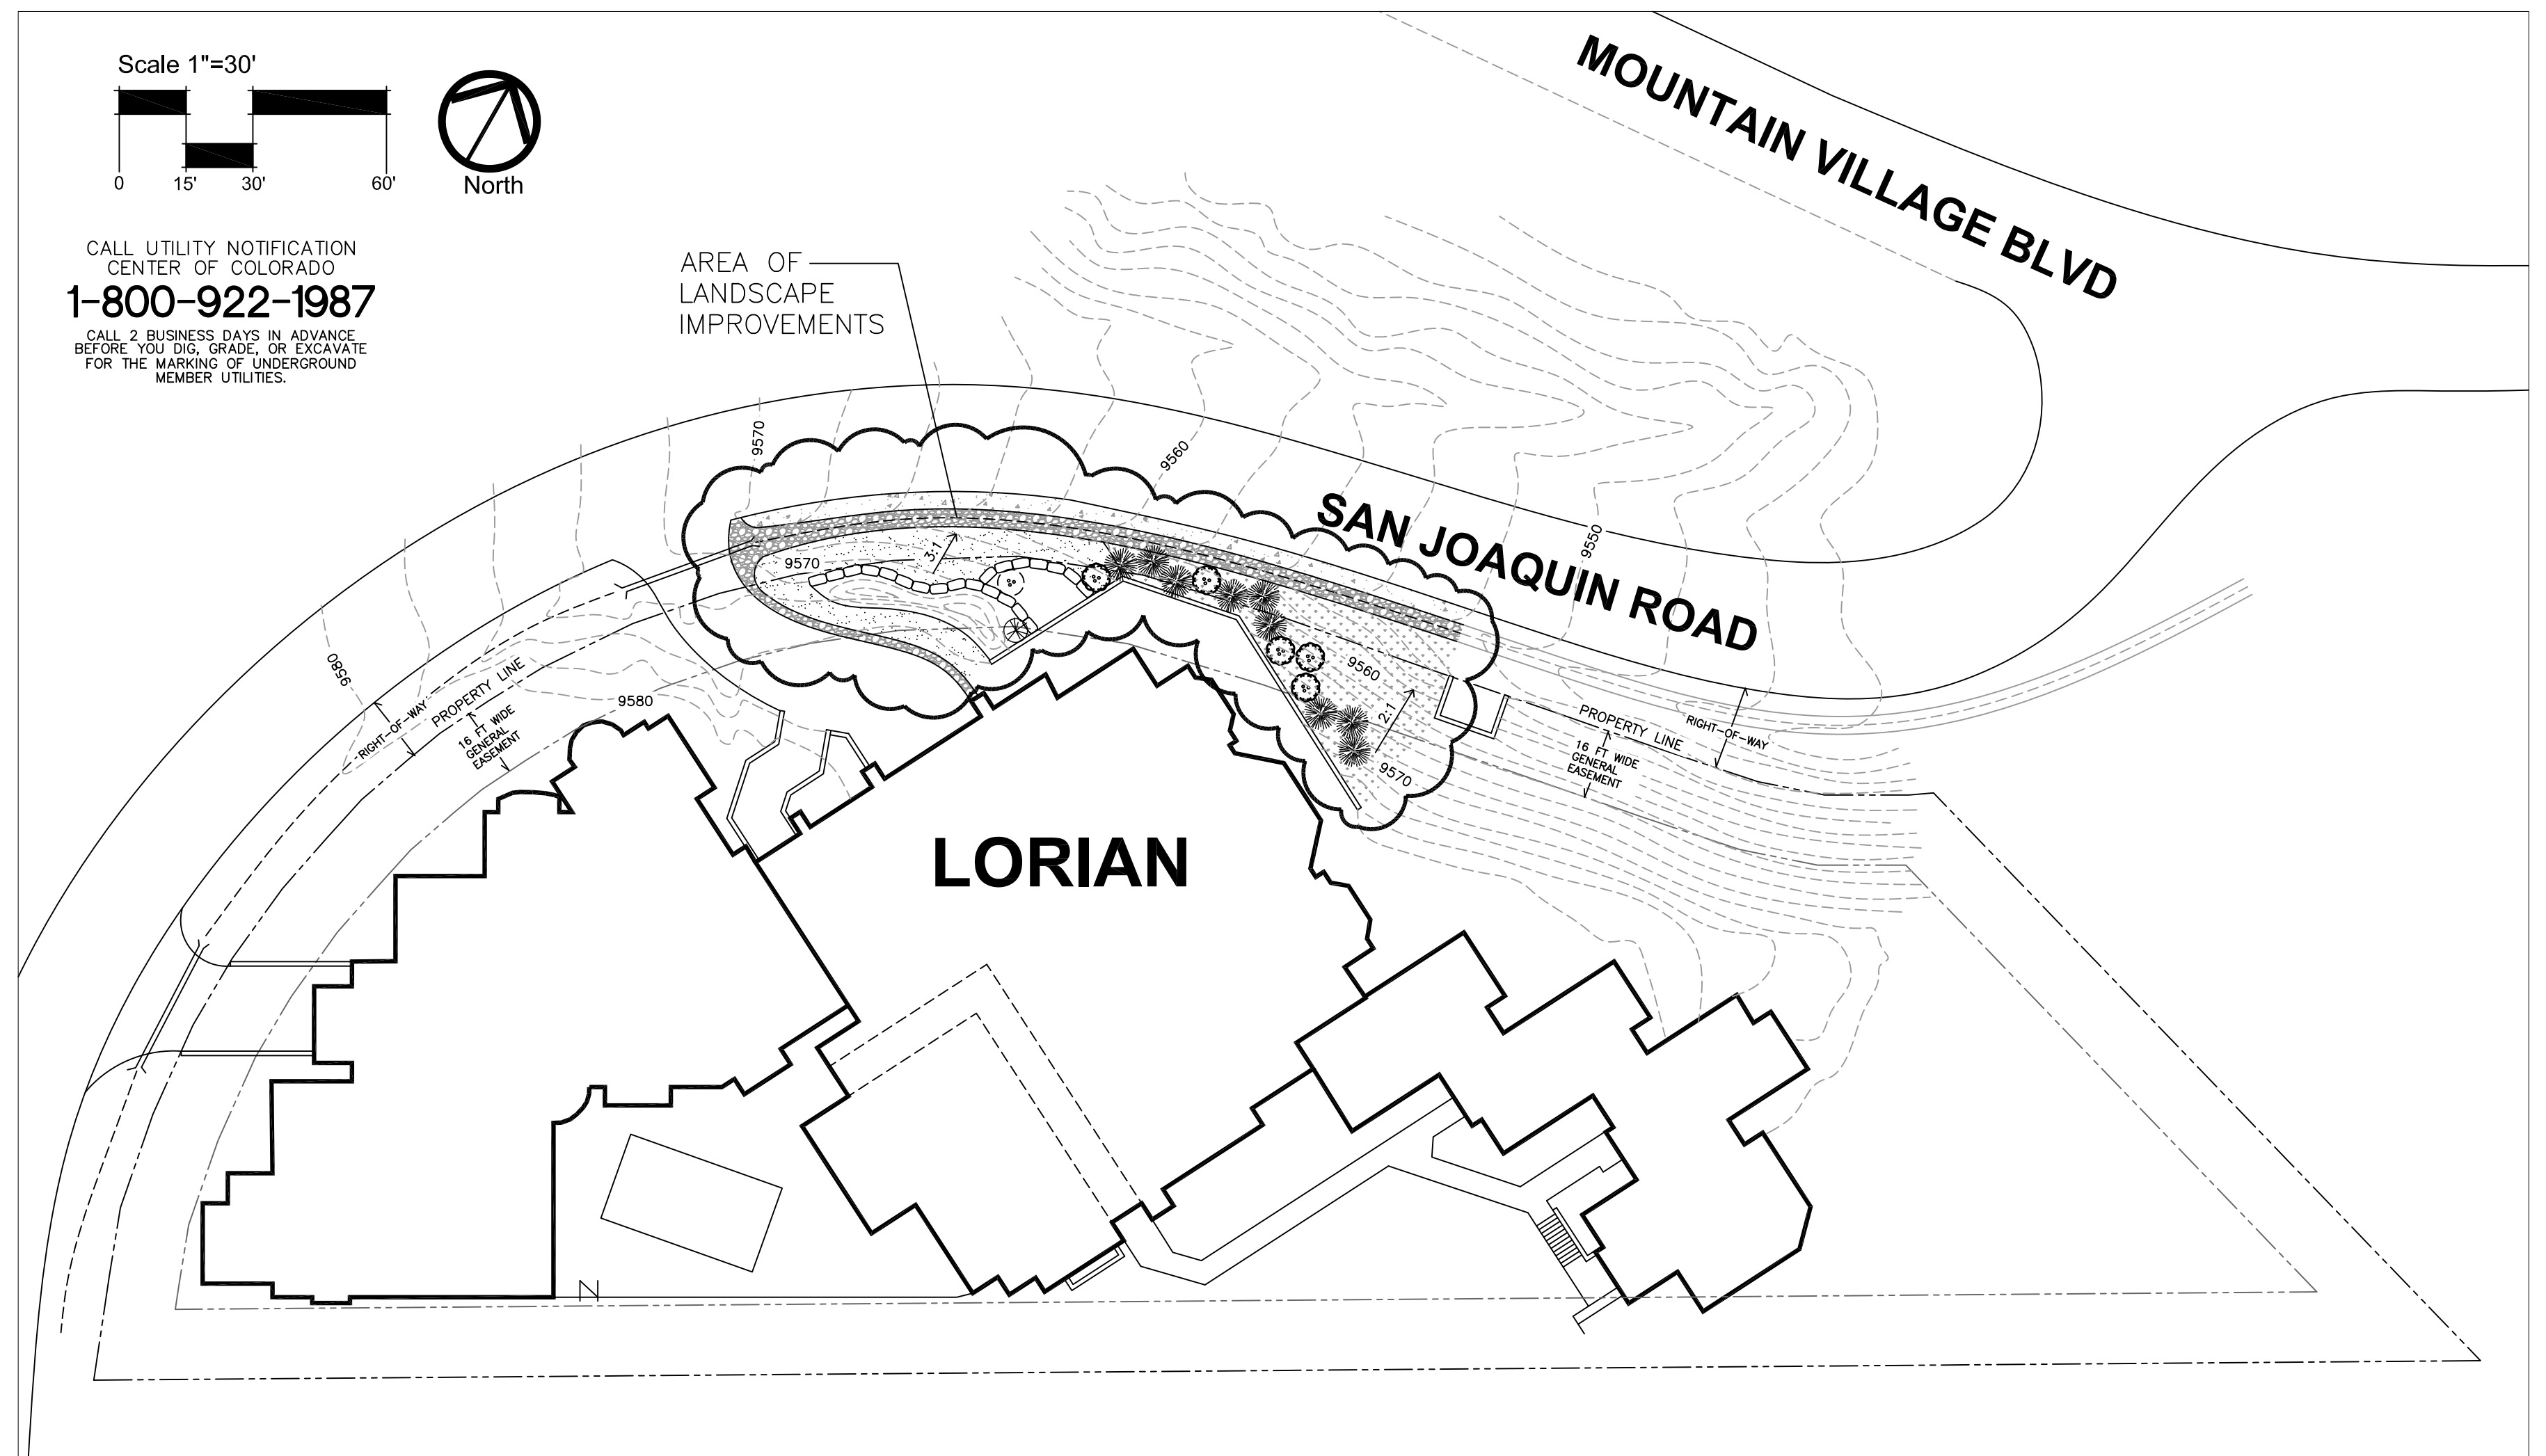 Scale 1"=30'
0 15' 30' 60'
North
CALL UTILITY NOTIFICATION
CENTER OF COLORADO
1-800-922-1987
CALL 2 BUSINESS DAYS IN ADVANCE
BEFORE YOU DIG, GRADE, OR EXCAVATE
FOR THE MARKING OF UNDERGROUND
MEMBER UTILITIES.
AREA OF
LANDSCAPE
IMPROVEMENTS
MOUNTAIN VILLAGE BLVD
SAN JOAQUIN ROAD
9570
9560
9550
3:1
9570
9580
9580
RIGHT-OF-WAY
PROPERTY LINE
16 FT WIDE
GENERAL
EASEMENT
9560
2:1
9570
PROPERTY LINE
RIGHT-OF-WAY
16 FT WIDE
GENERAL
EASEMENT
LORIAN
Z